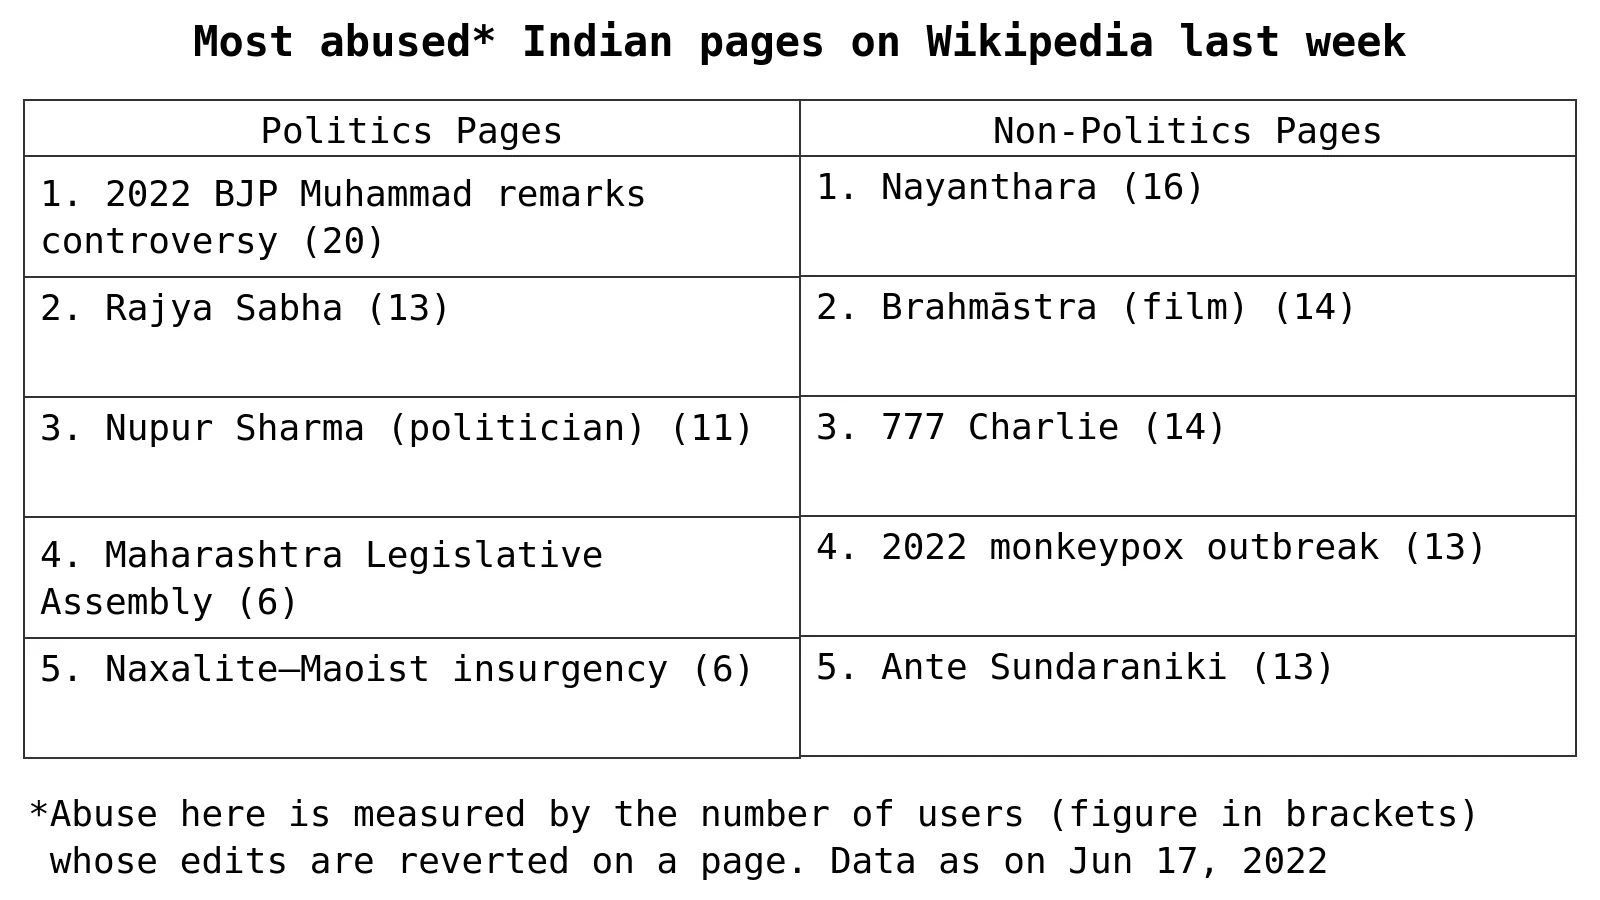 Most abused* Indian pages on Wikipedia last week
Politics Pages
1. 2022 BJP Muhammad remarks
controversy (20)
2. Rajya Sabha (13)
3. Nupur Sharma (politician) (11)
4. Maharashtra Legislative
Assembly (6)
5. Naxalite–Maoist insurgency (6)
Non-Politics Pages
1. Nayanthara (16)
2. Brahmāstra (film) (14)
3. 777 Charlie (14)
4. 2022 monkeypox outbreak (13)
5. Ante Sundaraniki (13)
*Abuse here is measured by the number of users (figure in brackets)
whose edits are reverted on a page. Data as on Jun 17, 2022